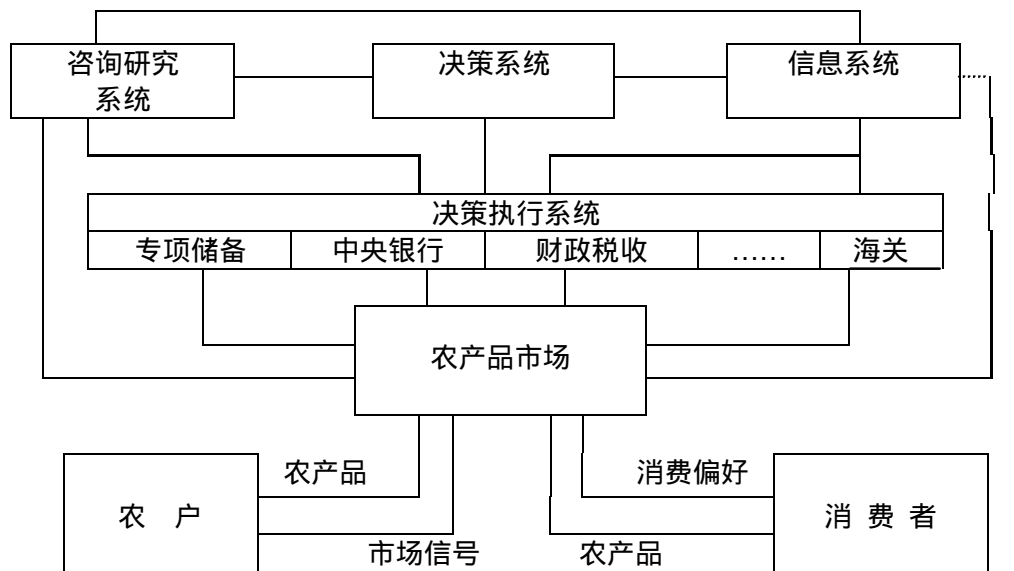 咨询研究
系统
决策系统
信息系统
决策执行系统
专项储备
中央银行
财政税收
……
海关
农产品市场
农产品
消费偏好
农 户
消 费 者
市场信号
农产品